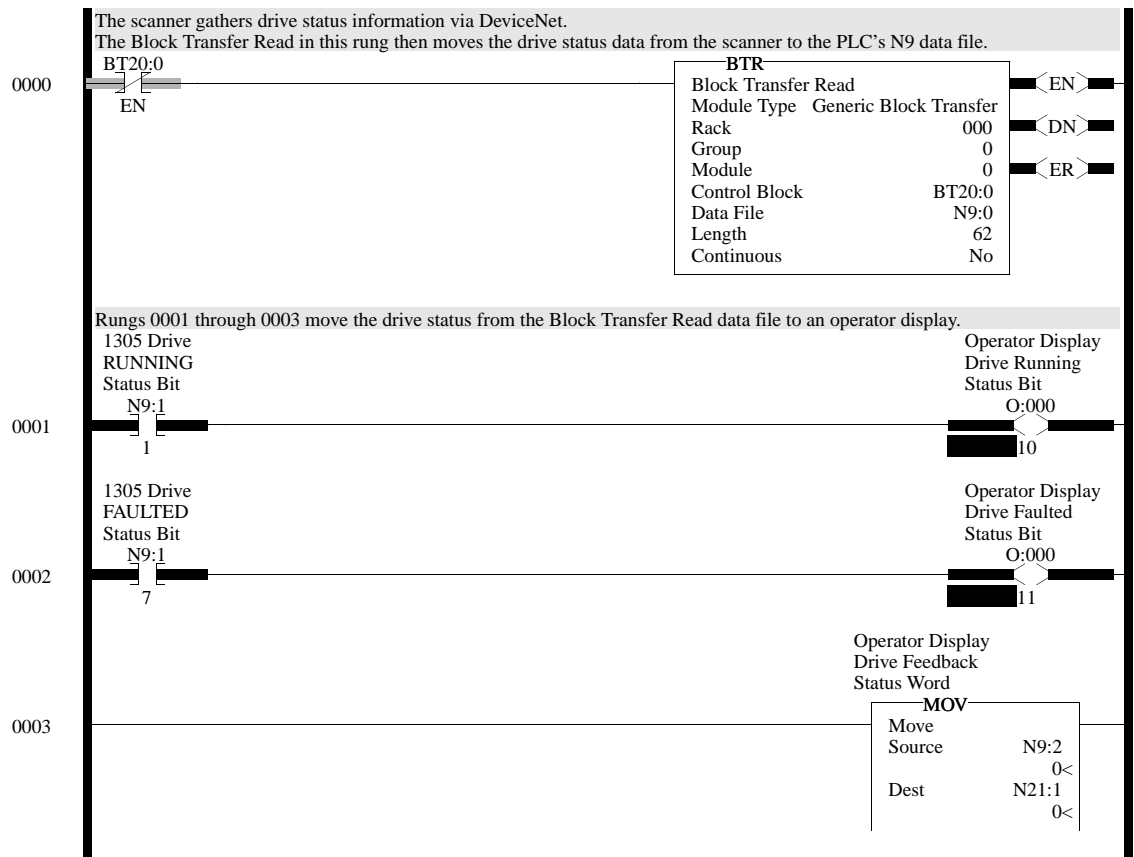 The scanner gathers drive status information via DeviceNet.
The Block Transfer Read in this rung then moves the drive status data from the scanner to the PLC's N9 data file.
BT20:0
EN
0000
BTR
Block Transfer Read
Module Type Generic Block Transfer
Rack 000
Group 0
Module 0
Control Block BT20:0
Data File N9:0
Length 62
Continuous No
EN
DN
ER
Rungs 0001 through 0003 move the drive status from the Block Transfer Read data file to an operator display.
1305 Drive
RUNNING
Status Bit
N9:1
1
0001
Operator Display
Drive Running
Status Bit
O:000
10
1305 Drive
FAULTED
Status Bit
N9:1
7
0002
Operator Display
Drive Faulted
Status Bit
O:000
11
Operator Display
Drive Feedback
Status Word
0003
MOV
Move
Source N9:2
0<
Dest N21:1
0<